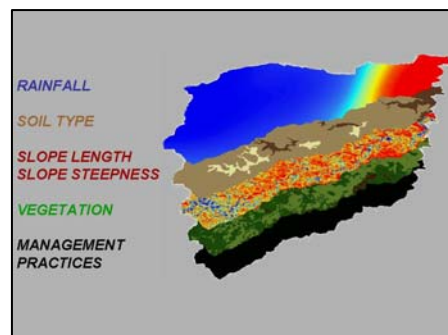 RAINFALL
SOIL TYPE
SLOPE LENGTH
SLOPE STEEPNESS
VEGETATION
MANAGEMENT
PRACTICES